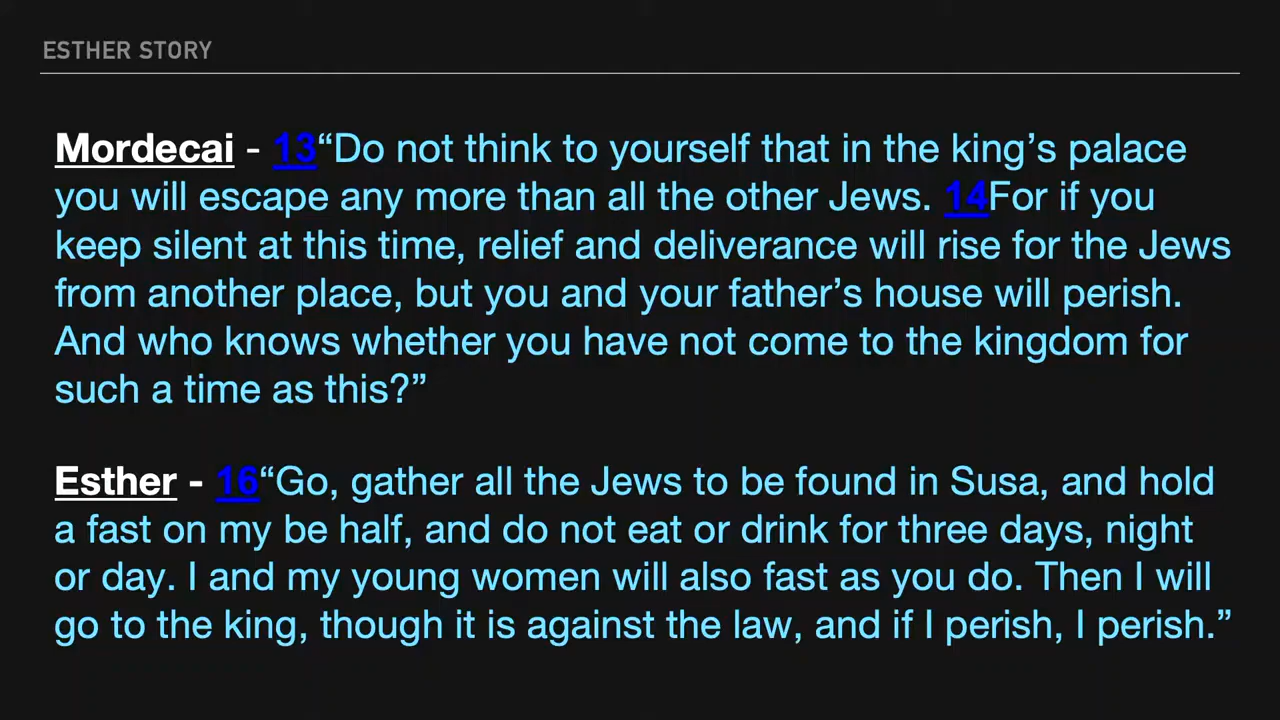 ESTHER STORY
Mordecai - 13“Do not think to yourself that in the king’s palace
you will escape any more than all the other Jews. 14For if you
keep silent at this time, relief and deliverance will rise for the Jews
from another place, but you and your father’s house will perish.
And who knows whether you have not come to the kingdom for
such a time as this?”
Esther - 16“Go, gather all the Jews to be found in Susa, and hold
a fast on my be half, and do not eat or drink for three days, night
or day. I and my young women will also fast as you do. Then I will
go to the king, though it is against the law, and if I perish, I perish.”